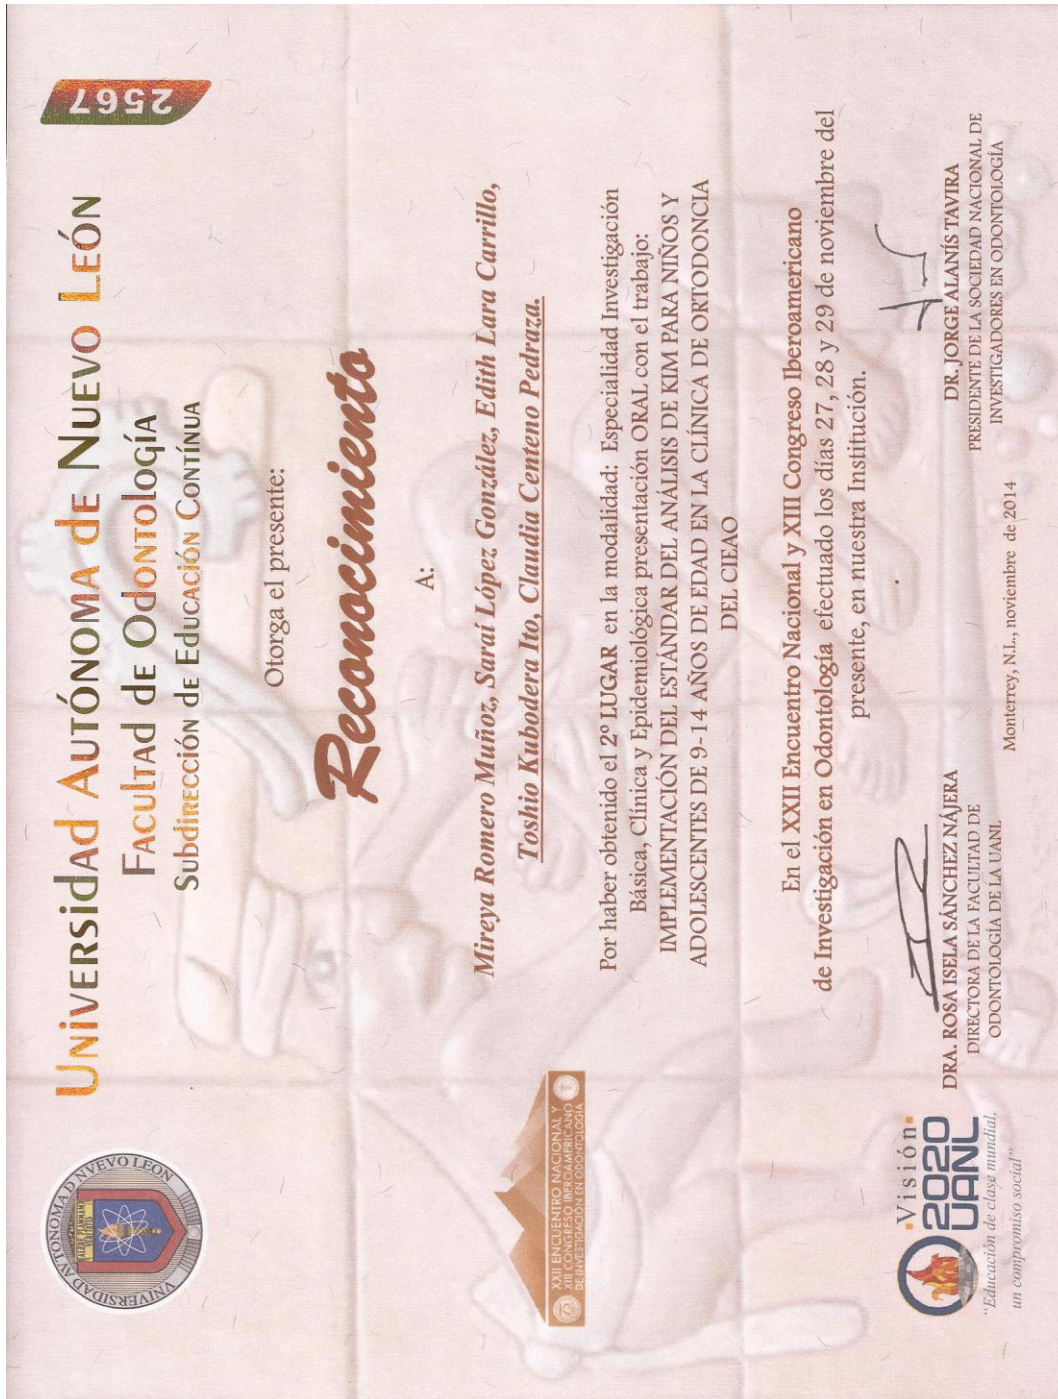 2567
Universidad Autónoma de Nuevo León
Facultad de Odontología
Subdirección de Educación Contínua
Otorga el presente:
Reconocimiento
A:
Mireya Romero Muñoz, Saraí López González, Edith Lara Carrillo,
Toshio Kubodera Ito, Claudia Centeno Pedraza.
Por haber obtenido el 2º LUGAR en la modalidad: Especialidad Investigación
Básica, Clínica y Epidemiológica presentación ORAL con el trabajo:
IMPLEMENTACIÓN DEL ESTÁNDAR DEL ANÁLISIS DE KIM PARA NIÑOS Y
ADOLESCENTES DE 9-14 AÑOS DE EDAD EN LA CLÍNICA DE ORTODONCIA
DEL CIEAO
En el XXII Encuentro Nacional y XIII Congreso Iberoamericano
de Investigación en Odontología efectuado los días 27, 28 y 29 de noviembre del
presente, en nuestra Institución.
DRA. ROSA ISELA SÁNCHEZ NÁJERA
DIRECTORA DE LA FACULTAD DE
ODONTOLOGÍA DE LA UANL
DR. JORGE ALANÍS TAVIRA
PRESIDENTE DE LA SOCIEDAD NACIONAL DE
INVESTIGADORES EN ODONTOLOGÍA
Monterrey, N.L., noviembre de 2014
UNIVERSIDAD AVTONOMA D NVEVO LEON
ALERE FLAMMAM
VERITATIS
XXII ENCUENTRO NACIONAL Y
XIII CONGRESO IBEROAMERICANO
DE INVESTIGACIÓN EN ODONTOLOGÍA
75
Visión
2020
UANL
"Educación de clase mundial,
un compromiso social"